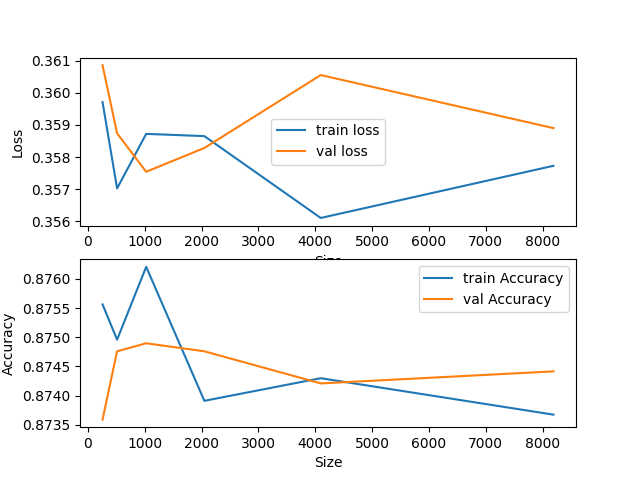 0.361
0.360
0.359
0.358
0.357
0.356
Loss
train loss
val loss
0 1000 2000 3000 4000 5000 6000 7000 8000
Size
0.8760
0.8755
0.8750
0.8745
0.8740
0.8735
Accuracy
train Accuracy
val Accuracy
0 1000 2000 3000 4000 5000 6000 7000 8000
Size